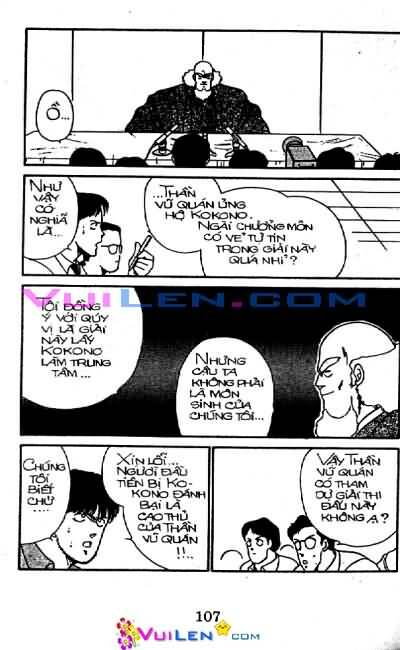 Ồ...
...THẦN
VŨ QUÁN ỦNG
HỘ KOKONO.
NGÀI CHƯỞNG MÔN
CÓ VẺ TỰ TIN
TRONG GIẢI NÀY
QUÁ NHỈ?
NHƯ
VẬY CÓ
NGHĨA
LÀ...
TÔI ĐỒNG
Ý VỚI QUÝ
VỊ LÀ GIẢI
NÀY LẤY
KOKONO
LÀM TRUNG
TÂM...
NHƯNG
CẬU TA
KHÔNG PHẢI
LÀ MÔN
SINH CỦA
CHÚNG TÔI...
VuiLen.com
CHÚNG
TÔI
BIẾT
CHỨ
....
XIN LỖI...
NGƯỜI ĐẦU
TIÊN BỊ KO-
KONO ĐÁNH
BẠI LÀ
CAO THỦ
CỦA THẦN
VŨ QUÁN
!!...
VẬY THẦN
VŨ QUÁN
CÓ THAM
DỰ GIẢI THI
ĐẤU NÀY
KHÔNG Ạ?
107
VuiLen.com